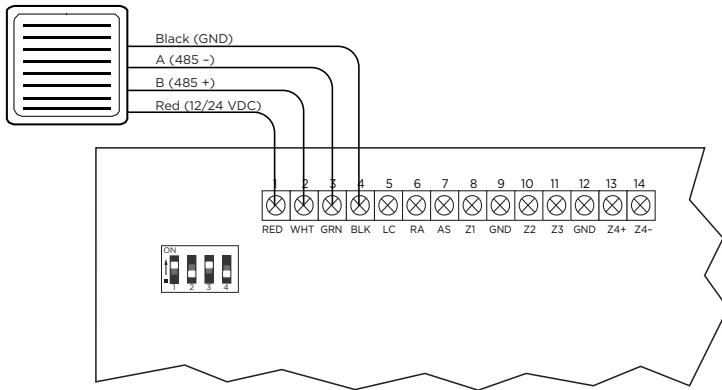 Black (GND)
A (485 –)
B (485 +)
Red (12/24 VDC)
1 2 3 4 5 6 7 8 9 10 11 12 13 14
RED WHT GRN BLK LC RA AS Z1 GND Z2 Z3 GND Z4+ Z4–
ON
1 2 3 4